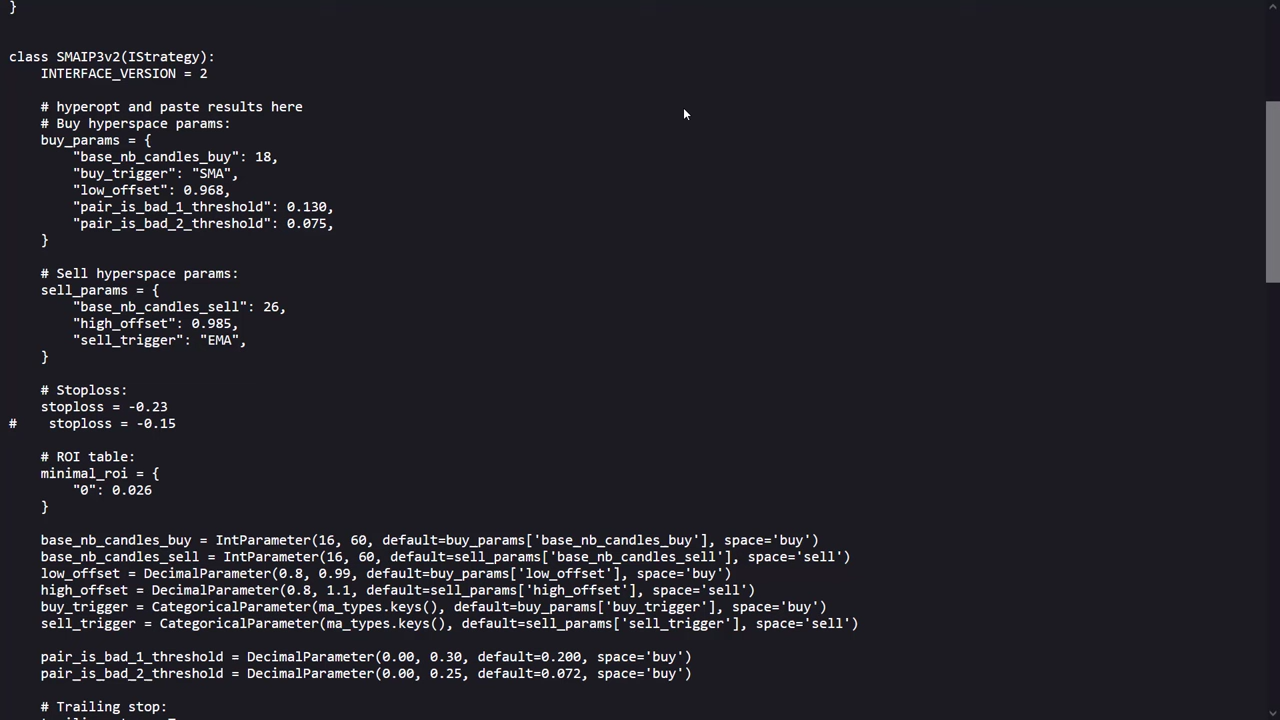 }
class SMAIP3v2(IStrategy):
    INTERFACE_VERSION = 2
    # hyperopt and paste results here
    # Buy hyperspace params:
    buy_params = {
        "base_nb_candles_buy": 18,
        "buy_trigger": "SMA",
        "low_offset": 0.968,
        "pair_is_bad_1_threshold": 0.130,
        "pair_is_bad_2_threshold": 0.075,
    }
    # Sell hyperspace params:
    sell_params = {
        "base_nb_candles_sell": 26,
        "high_offset": 0.985,
        "sell_trigger": "EMA",
    }
    # Stoploss:
    stoploss = -0.23
#    stoploss = -0.15
    # ROI table:
    minimal_roi = {
        "0": 0.026
    }
    base_nb_candles_buy = IntParameter(16, 60, default=buy_params['base_nb_candles_buy'], space='buy')
    base_nb_candles_sell = IntParameter(16, 60, default=sell_params['base_nb_candles_sell'], space='sell')
    low_offset = DecimalParameter(0.8, 0.99, default=buy_params['low_offset'], space='buy')
    high_offset = DecimalParameter(0.8, 1.1, default=sell_params['high_offset'], space='sell')
    buy_trigger = CategoricalParameter(ma_types.keys(), default=buy_params['buy_trigger'], space='buy')
    sell_trigger = CategoricalParameter(ma_types.keys(), default=sell_params['sell_trigger'], space='sell')
    pair_is_bad_1_threshold = DecimalParameter(0.00, 0.30, default=0.200, space='buy')
    pair_is_bad_2_threshold = DecimalParameter(0.00, 0.25, default=0.072, space='buy')
    # Trailing stop: